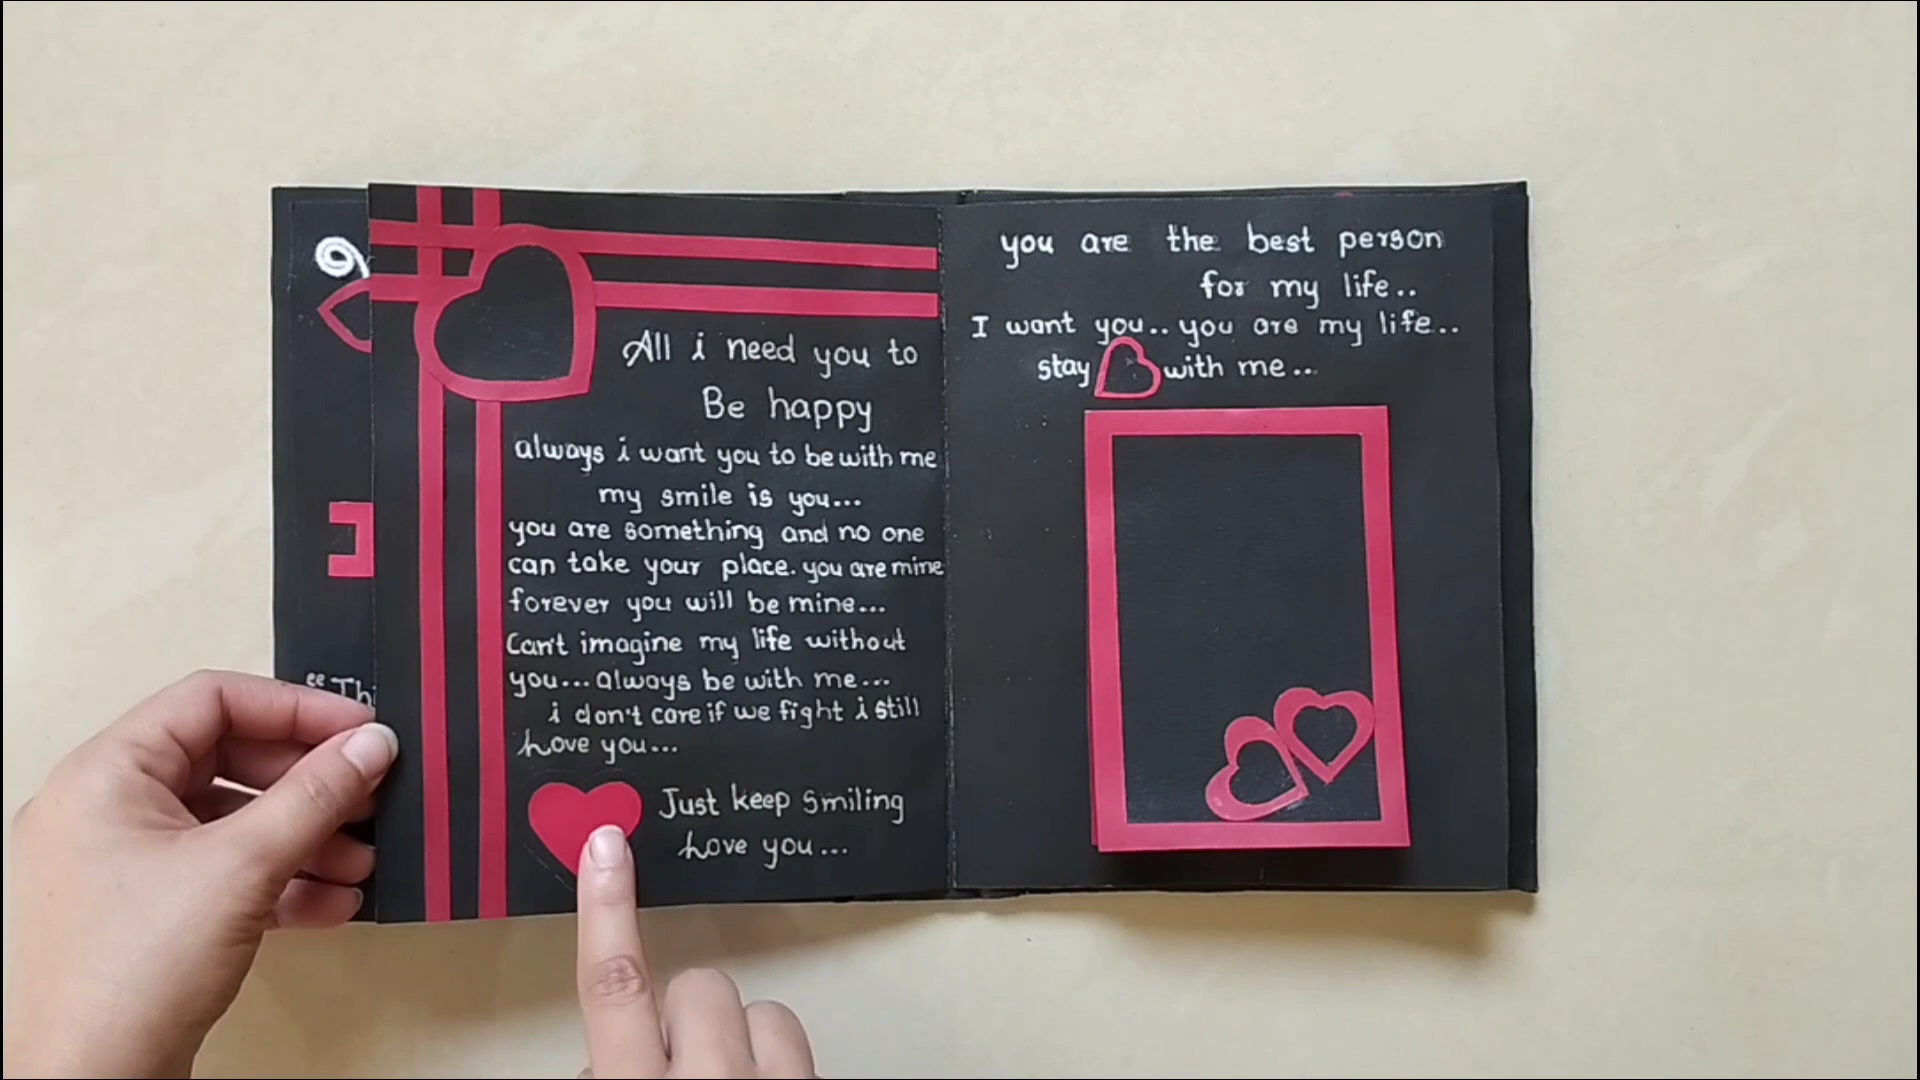 All i need you to
Be happy
always i want you to be with me
my smile is you...
you are something and no one
can take your place. you are mine
forever you will be mine...
Can't imagine my life without
you... always be with me...
i don't care if we fight i still
Love you...
Just keep smiling
Love you...
you are the best person
for my life..
I want you.. you are my life..
stay with me...